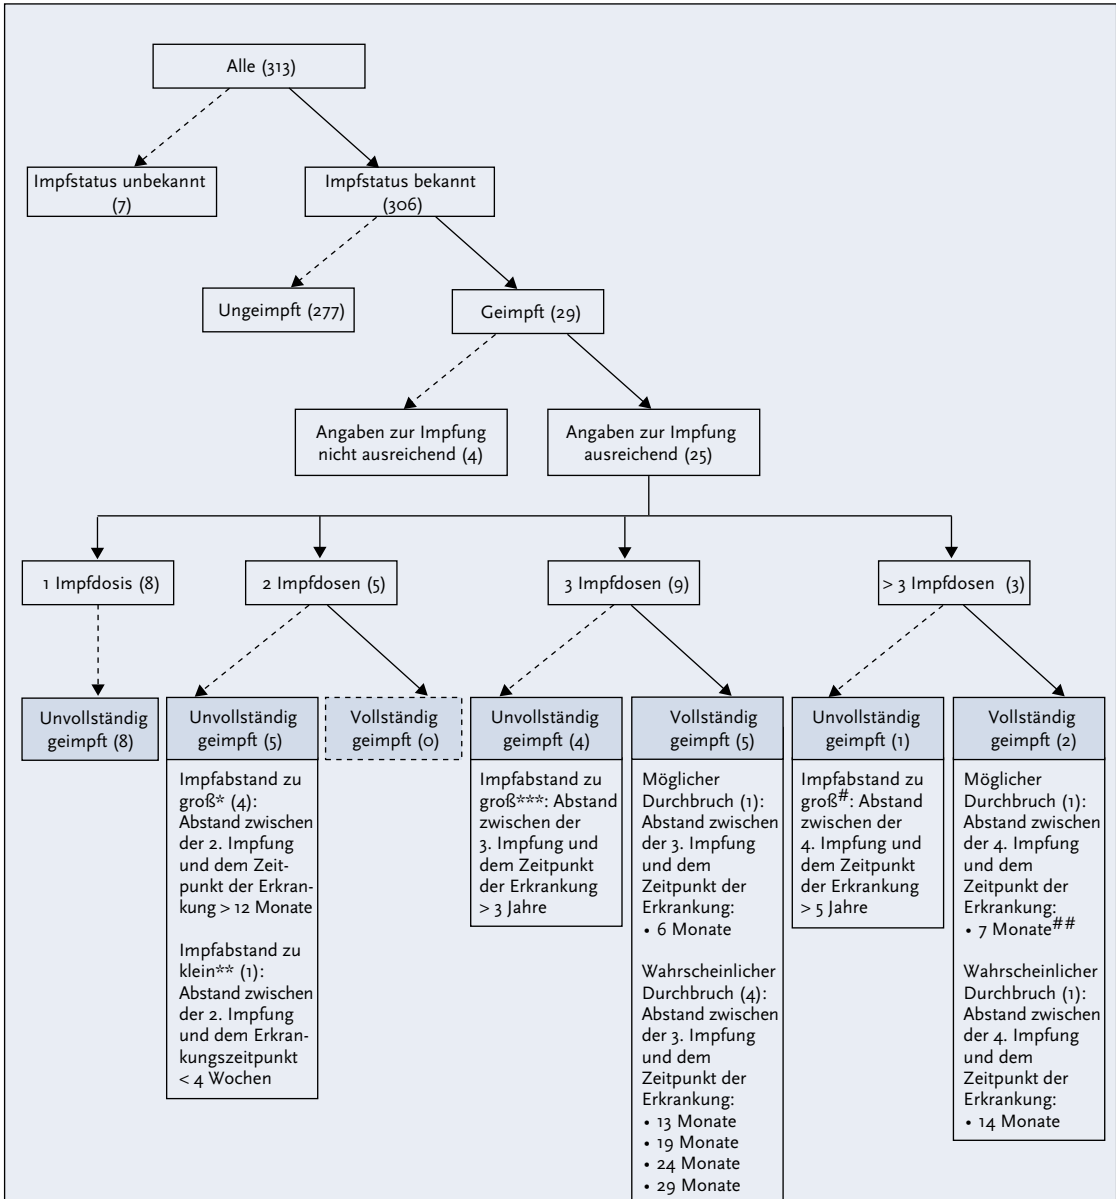 Alle (313)
Impfstatus unbekannt
(7)
Impfstatus bekannt
(306)
Ungeimpft (277)
Geimpft (29)
Angaben zur Impfung
nicht ausreichend (4)
Angaben zur Impfung
ausreichend (25)
1 Impfdosis (8)
2 Impfdosen (5)
3 Impfdosen (9)
> 3 Impfdosen (3)
Unvollständig
geimpft (8)
Unvollständig
geimpft (5)
Impfabstand zu
groß* (4):
Abstand zwischen
der 2. Impfung
und dem Zeit-
punkt der Erkran-
kung > 12 Monate
Impfabstand zu
klein** (1):
Abstand zwischen
der 2. Impfung
und dem Erkran-
kungszeitpunkt
< 4 Wochen
Vollständig
geimpft (0)
Unvollständig
geimpft (4)
Impfabstand zu
groß***: Abstand
zwischen der
3. Impfung und
dem Zeitpunkt
der Erkrankung
> 3 Jahre
Vollständig
geimpft (5)
Möglicher
Durchbruch (1):
Abstand zwischen
der 3. Impfung
und dem
Zeitpunkt der
Erkrankung:
• 6 Monate
Wahrscheinlicher
Durchbruch (4):
Abstand zwischen
der 3. Impfung
und dem
Zeitpunkt der
Erkrankung:
• 13 Monate
• 19 Monate
• 24 Monate
• 29 Monate
Unvollständig
geimpft (1)
Impfabstand zu
groß#: Abstand
zwischen der
4. Impfung und
dem Zeitpunkt
der Erkrankung
> 5 Jahre
Vollständig
geimpft (2)
Möglicher
Durchbruch (1):
Abstand zwischen
der 4. Impfung
und dem
Zeitpunkt der
Erkrankung:
• 7 Monate##
Wahrscheinlicher
Durchbruch (1):
Abstand zwischen
der 4. Impfung
und dem
Zeitpunkt der
Erkrankung:
• 14 Monate